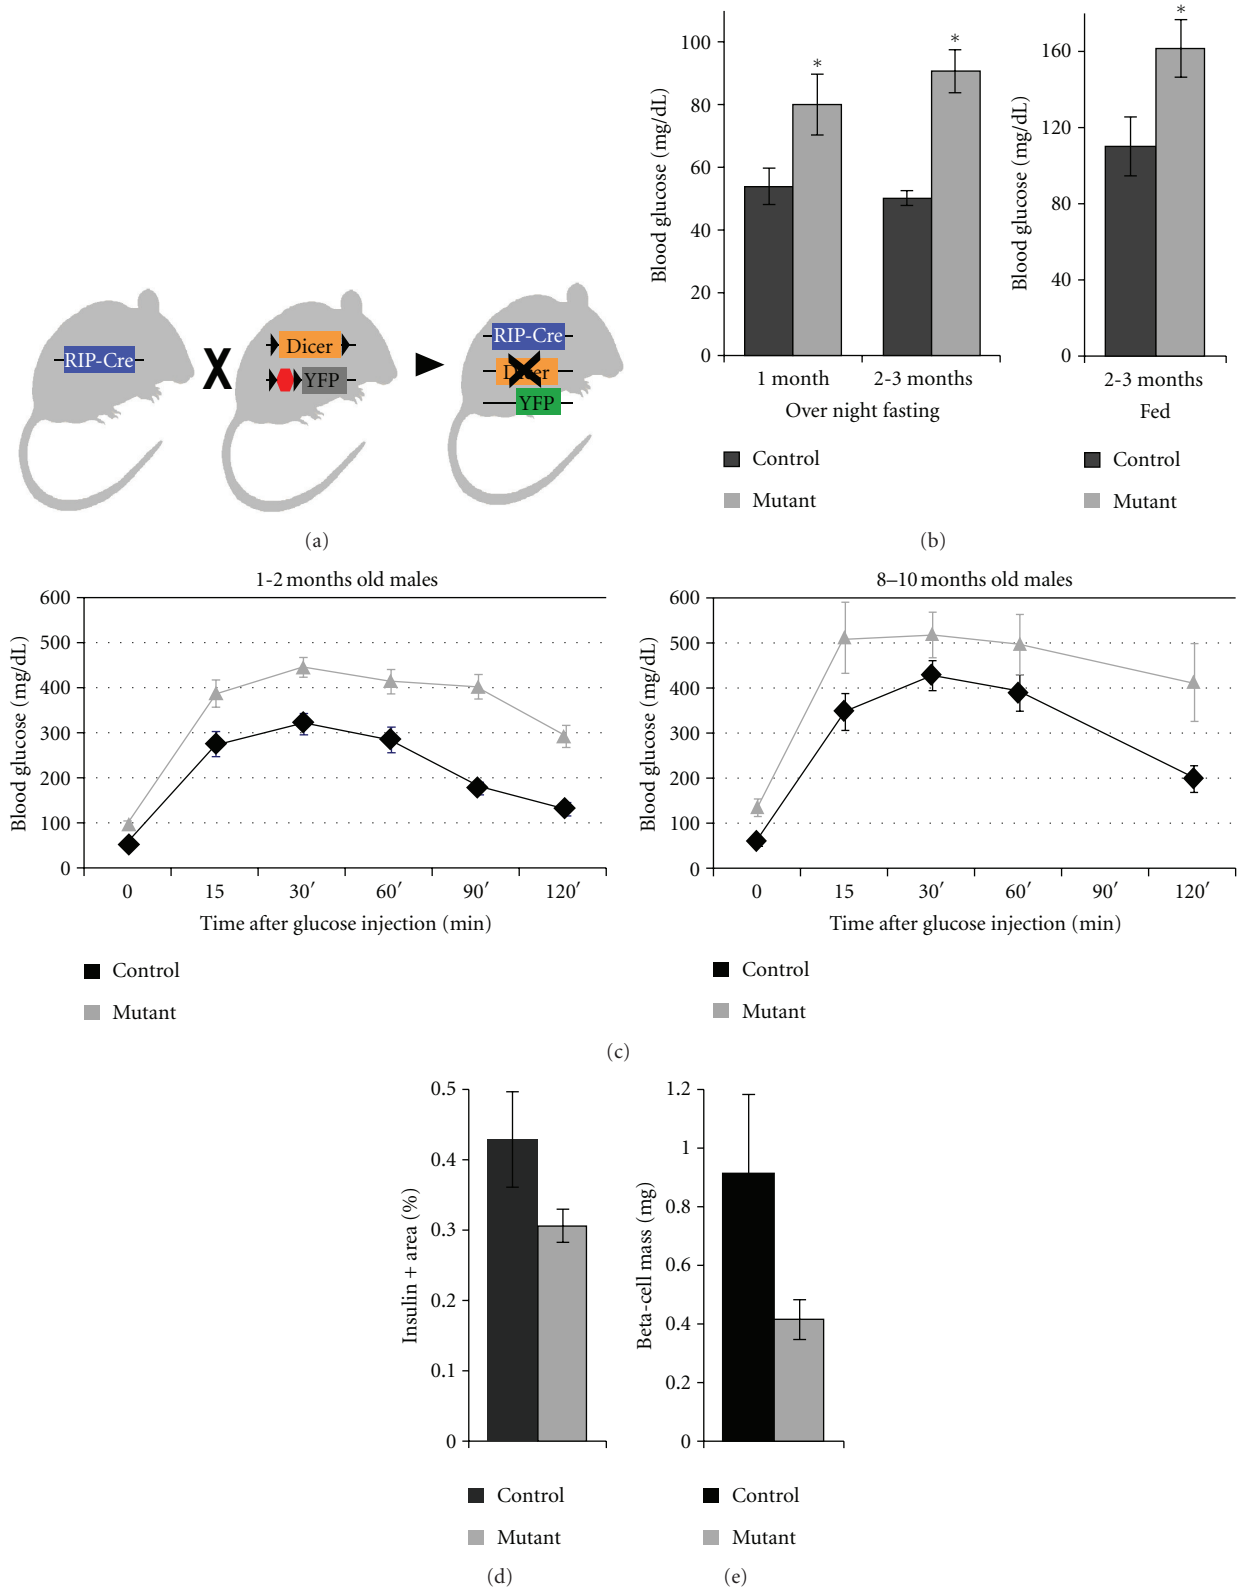 RIP-Cre
X
Dicer
YFP
RIP-Cre
Dicer
YFP
(a)
Blood glucose (mg/dL)
100
80
60
40
20
0
*
*
1 month
2-3 months
Over night fasting
Control
Mutant
Blood glucose (mg/dL)
160
120
80
40
0
*
2-3 months
Fed
Control
Mutant
(b)
1-2 months old males
Blood glucose (mg/dL)
600
500
400
300
200
100
0
0 15 30′ 60′ 90′ 120′
Time after glucose injection (min)
Control
Mutant
8–10 months old males
Blood glucose (mg/dL)
600
500
400
300
200
100
0
0 15 30′ 60′ 90′ 120′
Time after glucose injection (min)
Control
Mutant
(c)
Insulin + area (%)
0.5
0.4
0.3
0.2
0.1
0
Control
Mutant
(d)
Beta-cell mass (mg)
1.2
1
0.8
0.6
0.4
0.2
0
Control
Mutant
(e)